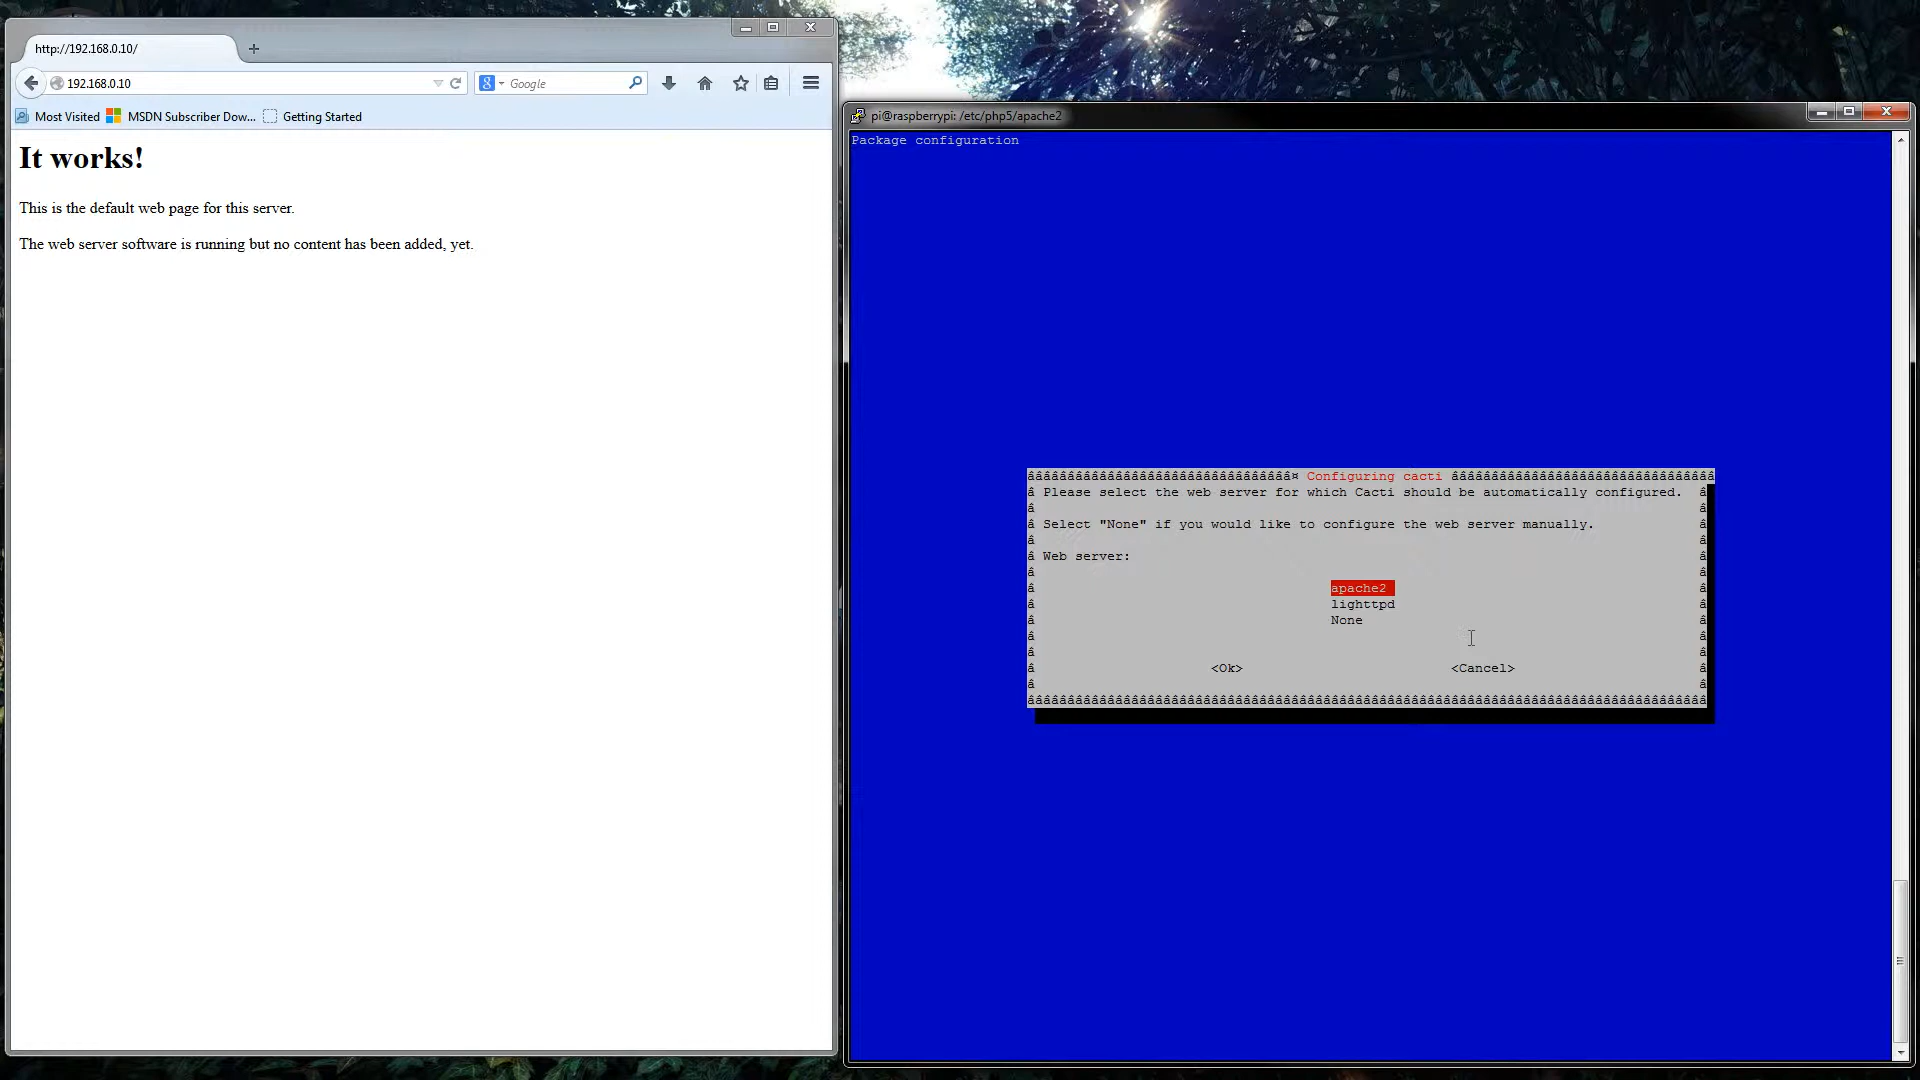 http://192.168.0.10/
192.168.0.10
Google
Most Visited
MSDN Subscriber Dow...
Getting Started
It works!
This is the default web page for this server.
The web server software is running but no content has been added, yet.
pi@raspberrypi: /etc/php5/apache2
Package configuration
Configuring cacti
Please select the web server for which Cacti should be automatically configured.
Select "None" if you would like to configure the web server manually.
Web server:
apache2
lighttpd
None
<Ok>
<Cancel>